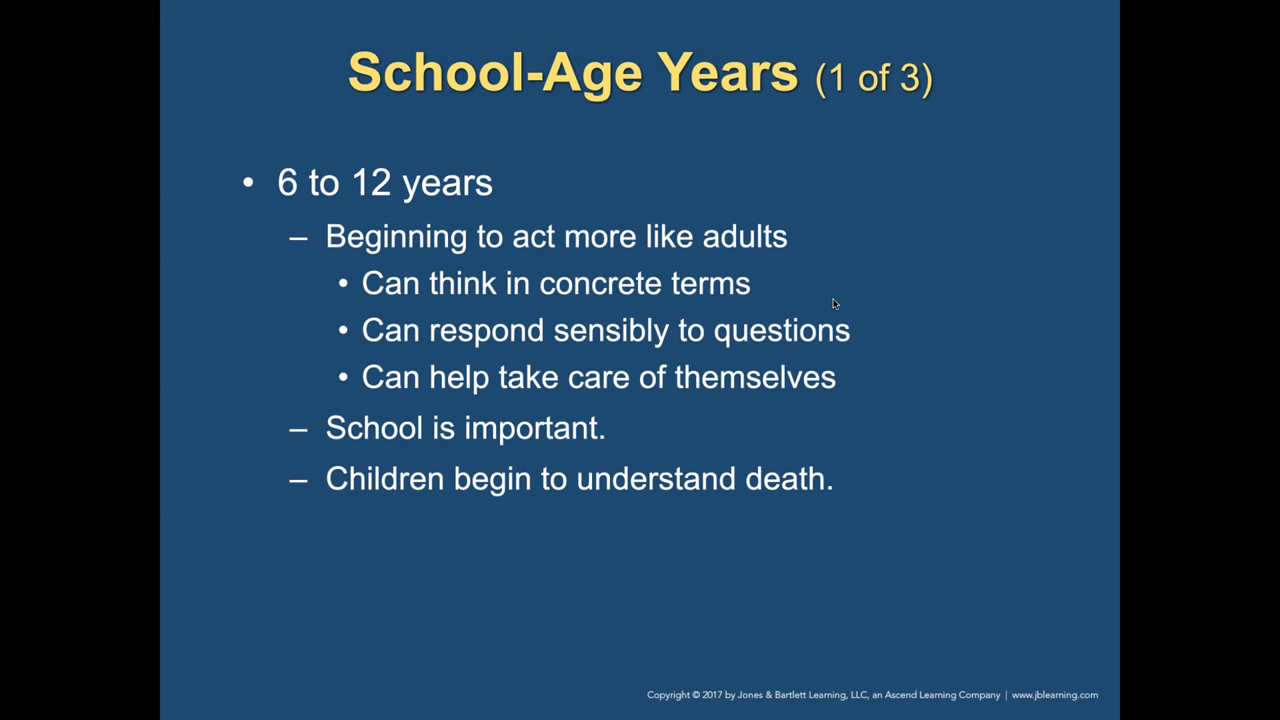 School-Age Years (1 of 3)
• 6 to 12 years
– Beginning to act more like adults
• Can think in concrete terms
• Can respond sensibly to questions
• Can help take care of themselves
– School is important.
– Children begin to understand death.
Copyright © 2017 by Jones & Bartlett Learning, LLC, an Ascend Learning Company | www.jblearning.com